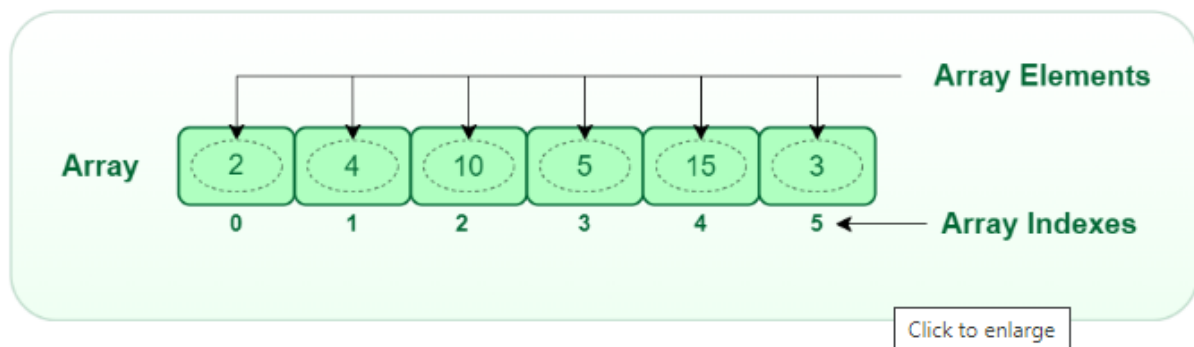 Array Elements
Array 2 4 10 5 15 3
0 1 2 3 4 5 Array Indexes
Click to enlarge